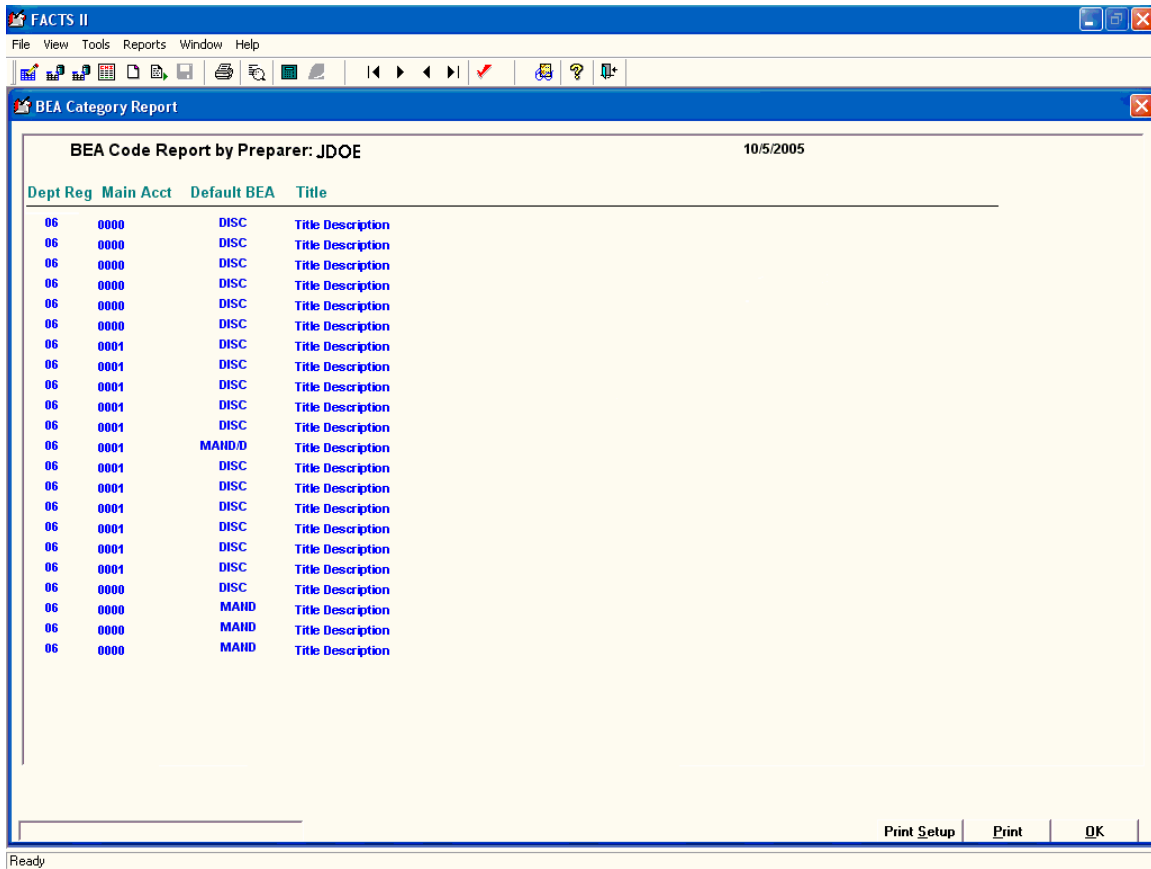 FACTS II
File View Tools Reports Window Help
BEA Category Report
BEA Code Report by Preparer: JDOE 10/5/2005
Dept Reg Main Acct Default BEA Title
06 0000 DISC Title Description
06 0000 DISC Title Description
06 0000 DISC Title Description
06 0000 DISC Title Description
06 0000 DISC Title Description
06 0000 DISC Title Description
06 0001 DISC Title Description
06 0001 DISC Title Description
06 0001 DISC Title Description
06 0001 DISC Title Description
06 0001 DISC Title Description
06 0001 MAND/D Title Description
06 0001 DISC Title Description
06 0001 DISC Title Description
06 0001 DISC Title Description
06 0001 DISC Title Description
06 0001 DISC Title Description
06 0001 DISC Title Description
06 0000 DISC Title Description
06 0000 MAND Title Description
06 0000 MAND Title Description
06 0000 MAND Title Description
Print Setup Print OK
Ready